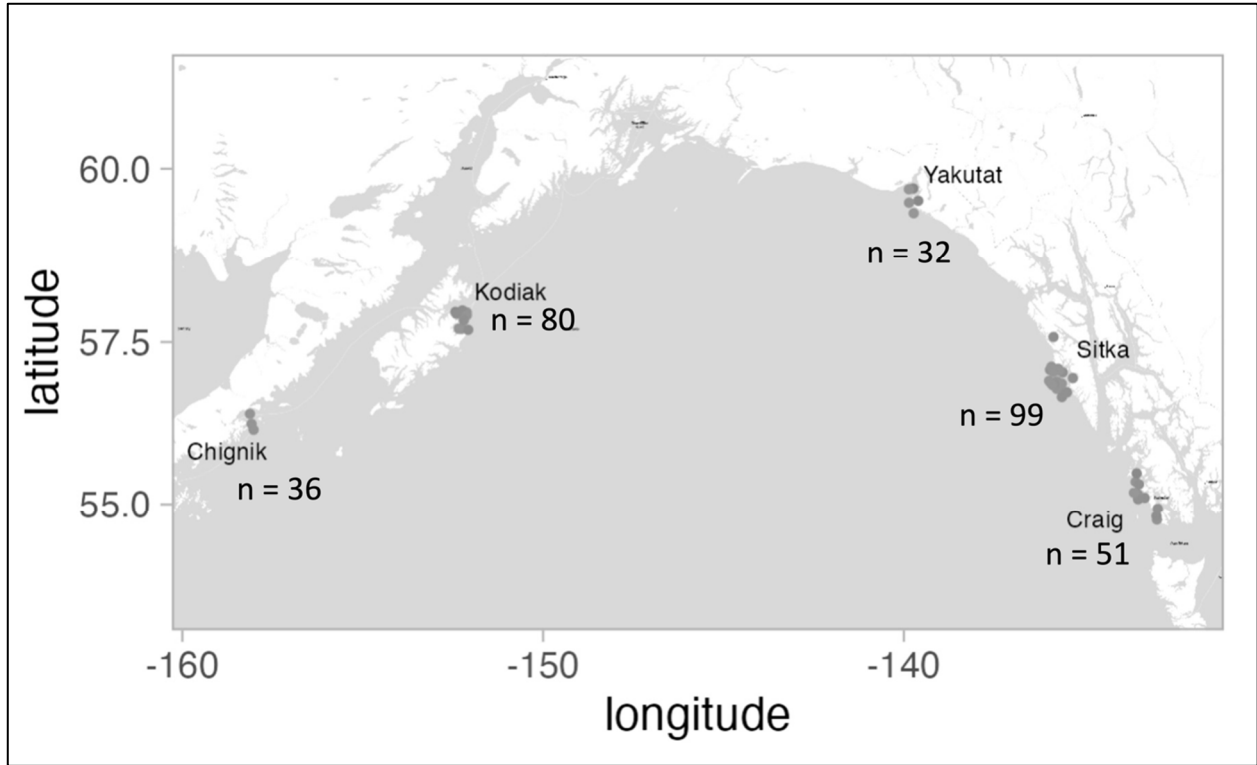 60.0
Yakutat
n = 32
Kodiak
n = 80
57.5
Sitka
n = 99
Chignik
n = 36
55.0
Craig
n = 51
latitude
-160
-150
-140
longitude